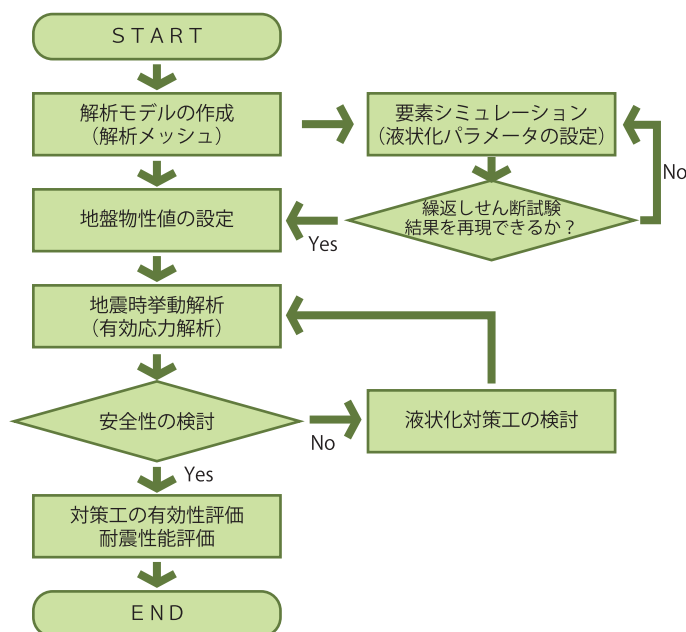 START
解析モデルの作成
（解析メッシュ）
要素シミュレーション
（液状化パラメータの設定）
No
地盤物性値の設定
繰返しせん断試験
結果を再現できるか？
Yes
地震時挙動解析
（有効応力解析）
安全性の検討
No
液状化対策工の検討
Yes
対策工の有効性評価
耐震性能評価
END